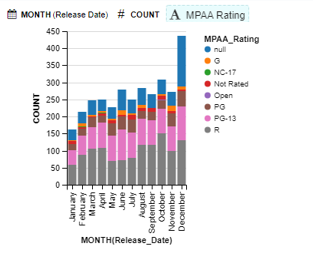 MONTH (Release Date) # COUNT A MPAA Rating
450
400
350
300
250
200
150
100
50
0
COUNT
January
February
March
April
May
June
July
August
September
October
November
December
MONTH(Release_Date)
MPAA_Rating
null
G
NC-17
Not Rated
Open
PG
PG-13
R